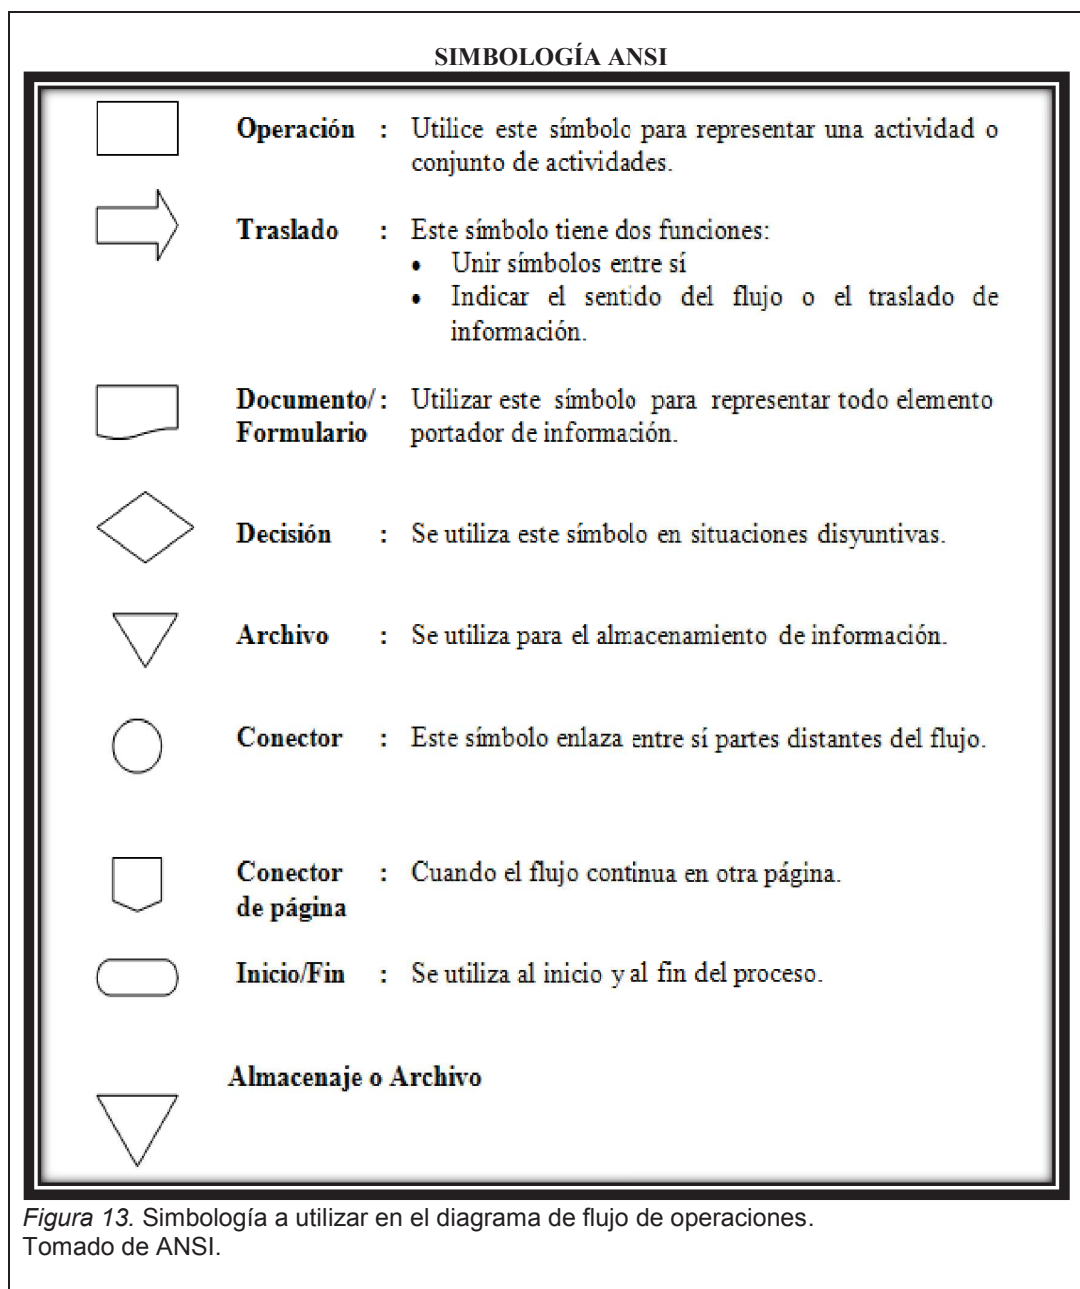 SIMBOLOGÍA ANSI
Operación : Utilice este símbolo para representar una actividad o
conjunto de actividades.
Traslado : Este símbolo tiene dos funciones:
• Unir símbolos entre sí
• Indicar el sentido del flujo o el traslado de
información.
Documento/ : Utilizar este símbolo para representar todo elemento
Formulario portador de información.
Decisión : Se utiliza este símbolo en situaciones disyuntivas.
Archivo : Se utiliza para el almacenamiento de información.
Conector : Este símbolo enlaza entre sí partes distantes del flujo.
Conector : Cuando el flujo continua en otra página.
de página
Inicio/Fin : Se utiliza al inicio y al fin del proceso.
Almacenaje o Archivo
Figura 13. Simbología a utilizar en el diagrama de flujo de operaciones.
Tomado de ANSI.